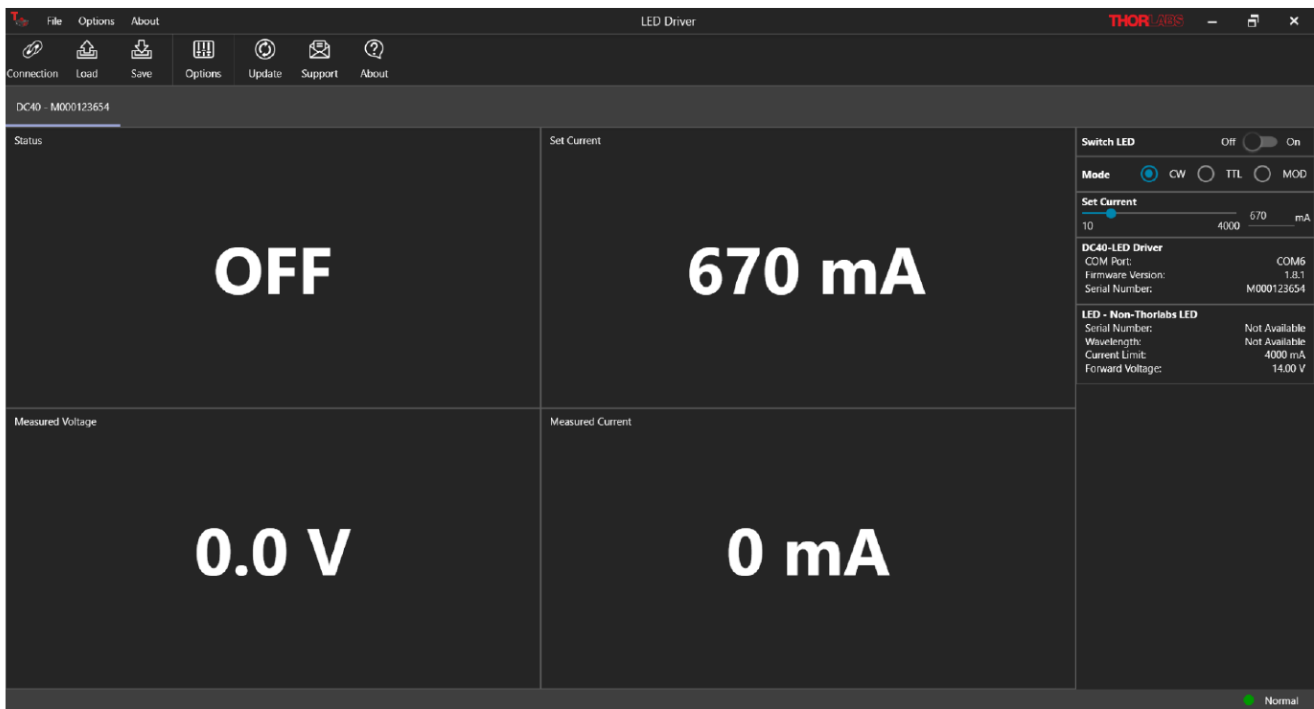 File Options About LED Driver THORLABS
Connection Load Save Options Update Support About
DC40 - M000123654
Status
OFF
Set Current
670 mA
Measured Voltage
0.0 V
Measured Current
0 mA
Switch LED Off On
Mode CW TTL MOD
Set Current
10 4000 670 mA
DC40-LED Driver
COM Port: COM6
Firmware Version: 1.8.1
Serial Number: M000123654
LED - Non-Thorlabs LED
Serial Number: Not Available
Wavelength: Not Available
Current Limit: 4000 mA
Forward Voltage: 14.00 V
Normal